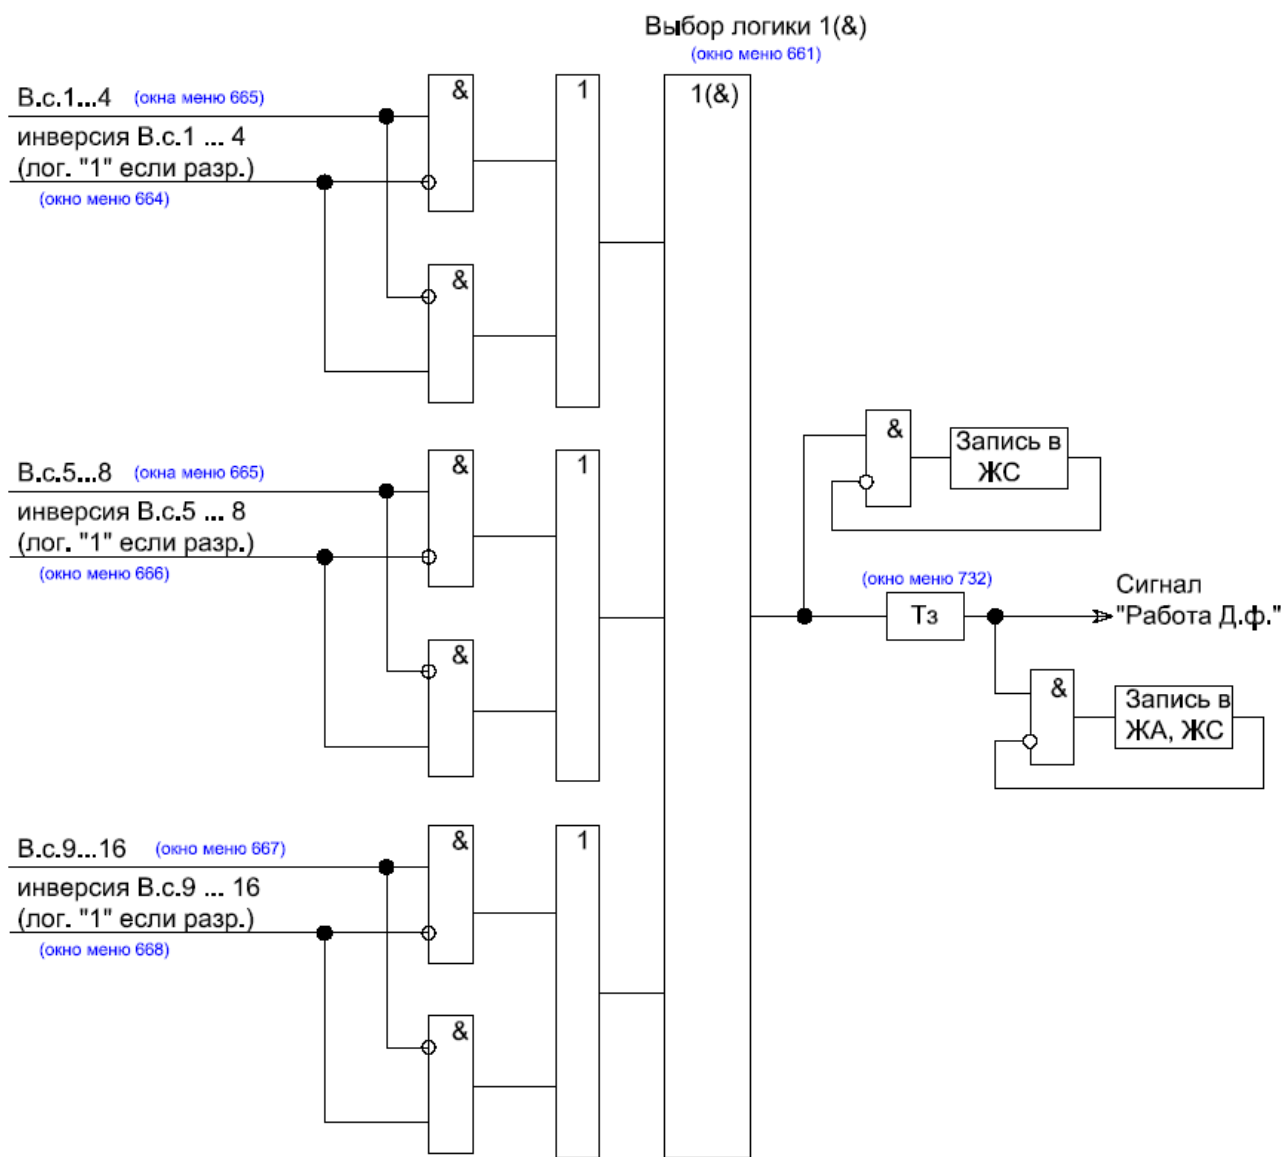 Выбор логики 1(&)
(окно меню 661)
В.с.1...4 (окна меню 665)
инверсия В.с.1 ... 4
(лог. "1" если разр.)
(окно меню 664)
&
1
1(&)
&
В.с.5...8 (окна меню 665)
инверсия В.с.5 ... 8
(лог. "1" если разр.)
(окно меню 666)
&
1
&
&
Запись в
ЖС
(окно меню 732)
Тз
Сигнал
"Работа Д.ф."
&
Запись в
ЖА, ЖС
В.с.9...16 (окно меню 667)
инверсия В.с.9 ... 16
(лог. "1" если разр.)
(окно меню 668)
&
1
&